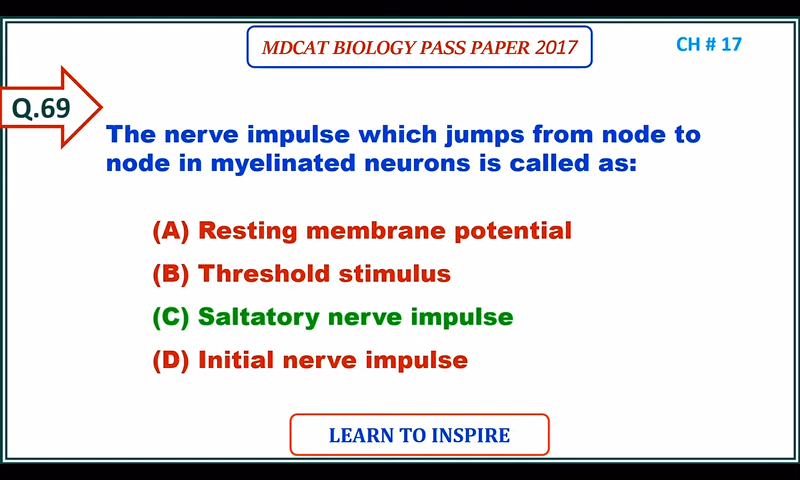 MDCAT BIOLOGY PASS PAPER 2017
CH # 17
Q.69
The nerve impulse which jumps from node to
node in myelinated neurons is called as:
(A) Resting membrane potential
(B) Threshold stimulus
(C) Saltatory nerve impulse
(D) Initial nerve impulse
LEARN TO INSPIRE